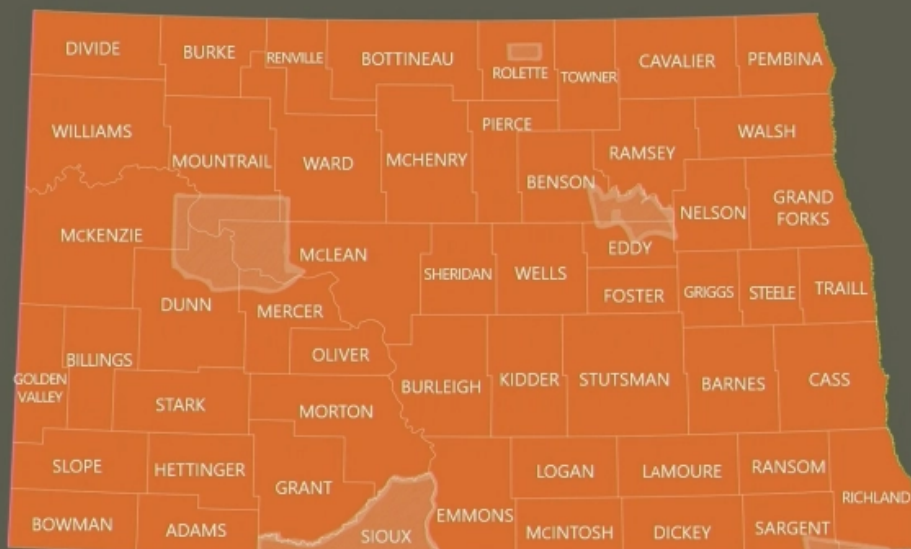 DIVIDE
BURKE
RENVILLE
BOTTINEAU
ROLETTE
TOWNER
CAVALIER
PEMBINA
WILLIAMS
MOUNTRAIL
WARD
MCHENRY
PIERCE
BENSON
RAMSEY
WALSH
McKENZIE
McLEAN
SHERIDAN
WELLS
EDDY
NELSON
GRAND
FORKS
DUNN
MERCER
FOSTER
GRIGGS
STEELE
TRAILL
GOLDEN
VALLEY
BILLINGS
OLIVER
BURLEIGH
KIDDER
STUTSMAN
BARNES
CASS
STARK
MORTON
SLOPE
HETTINGER
GRANT
LOGAN
LAMOURE
RANSOM
RICHLAND
BOWMAN
ADAMS
SIOUX
EMMONS
McINTOSH
DICKEY
SARGENT